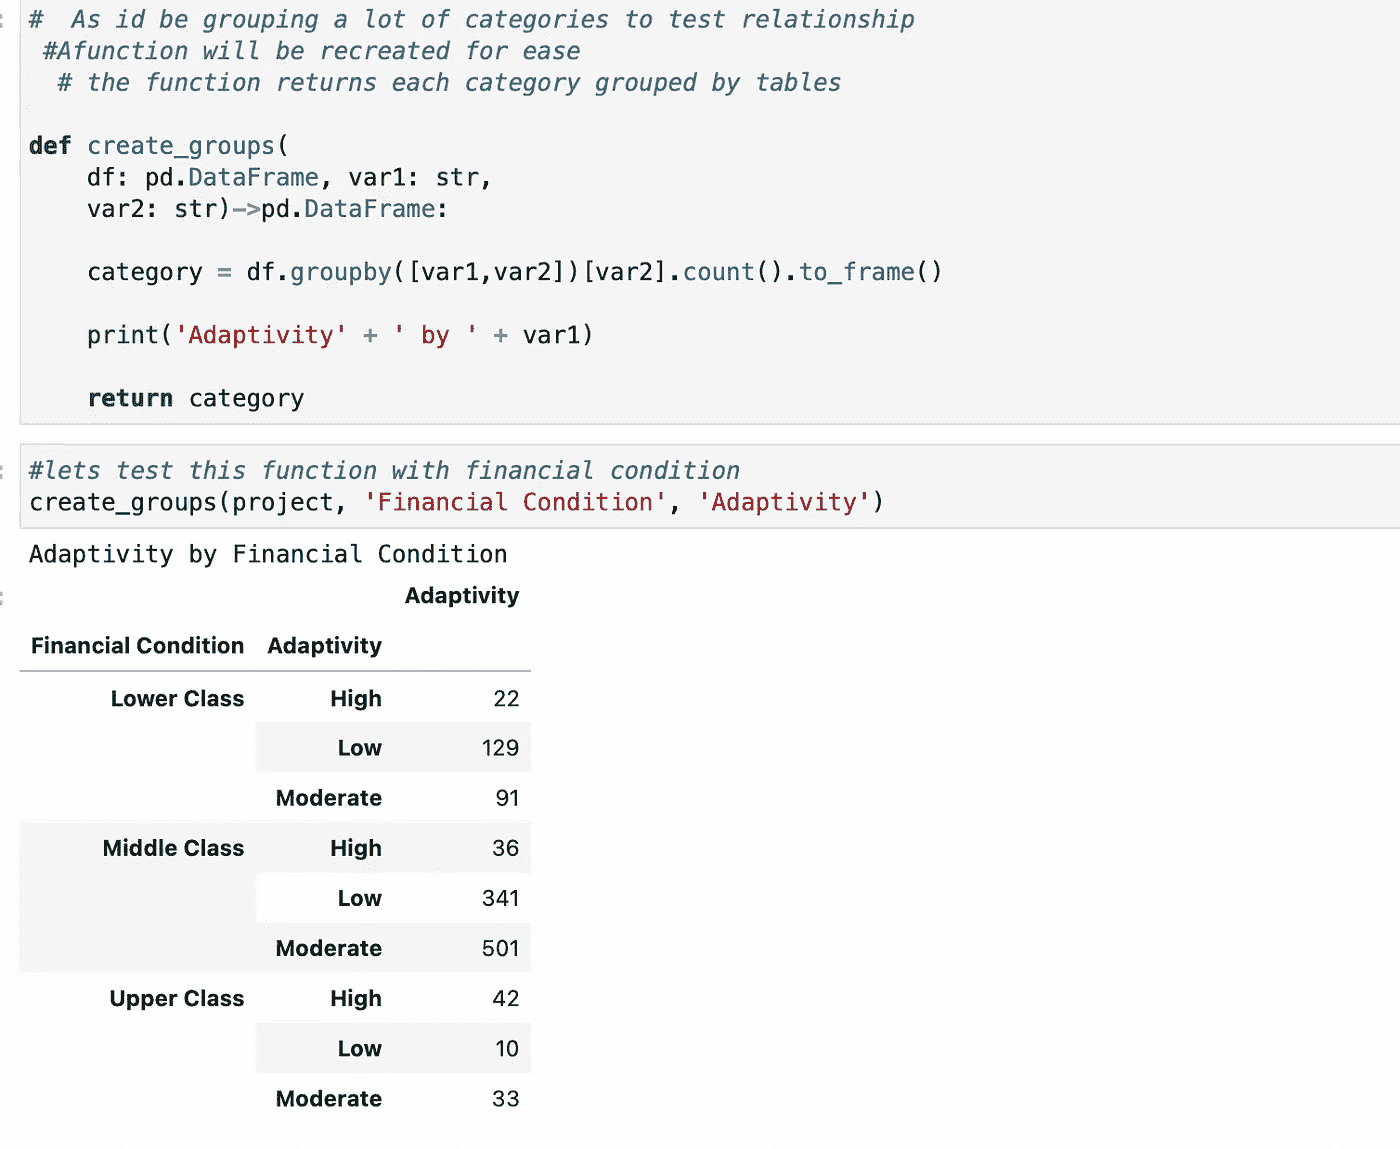 #  As id be grouping a lot of categories to test relationship
 #Afunction will be recreated for ease
  # the function returns each category grouped by tables
def create_groups(
    df: pd.DataFrame, var1: str,
    var2: str)->pd.DataFrame:
    category = df.groupby([var1,var2])[var2].count().to_frame()
    print('Adaptivity' + ' by ' + var1)
    return category
#lets test this function with financial condition
create_groups(project, 'Financial Condition', 'Adaptivity')
Adaptivity by Financial Condition
Adaptivity
Financial Condition Adaptivity
Lower Class High 22
Low 129
Moderate 91
Middle Class High 36
Low 341
Moderate 501
Upper Class High 42
Low 10
Moderate 33